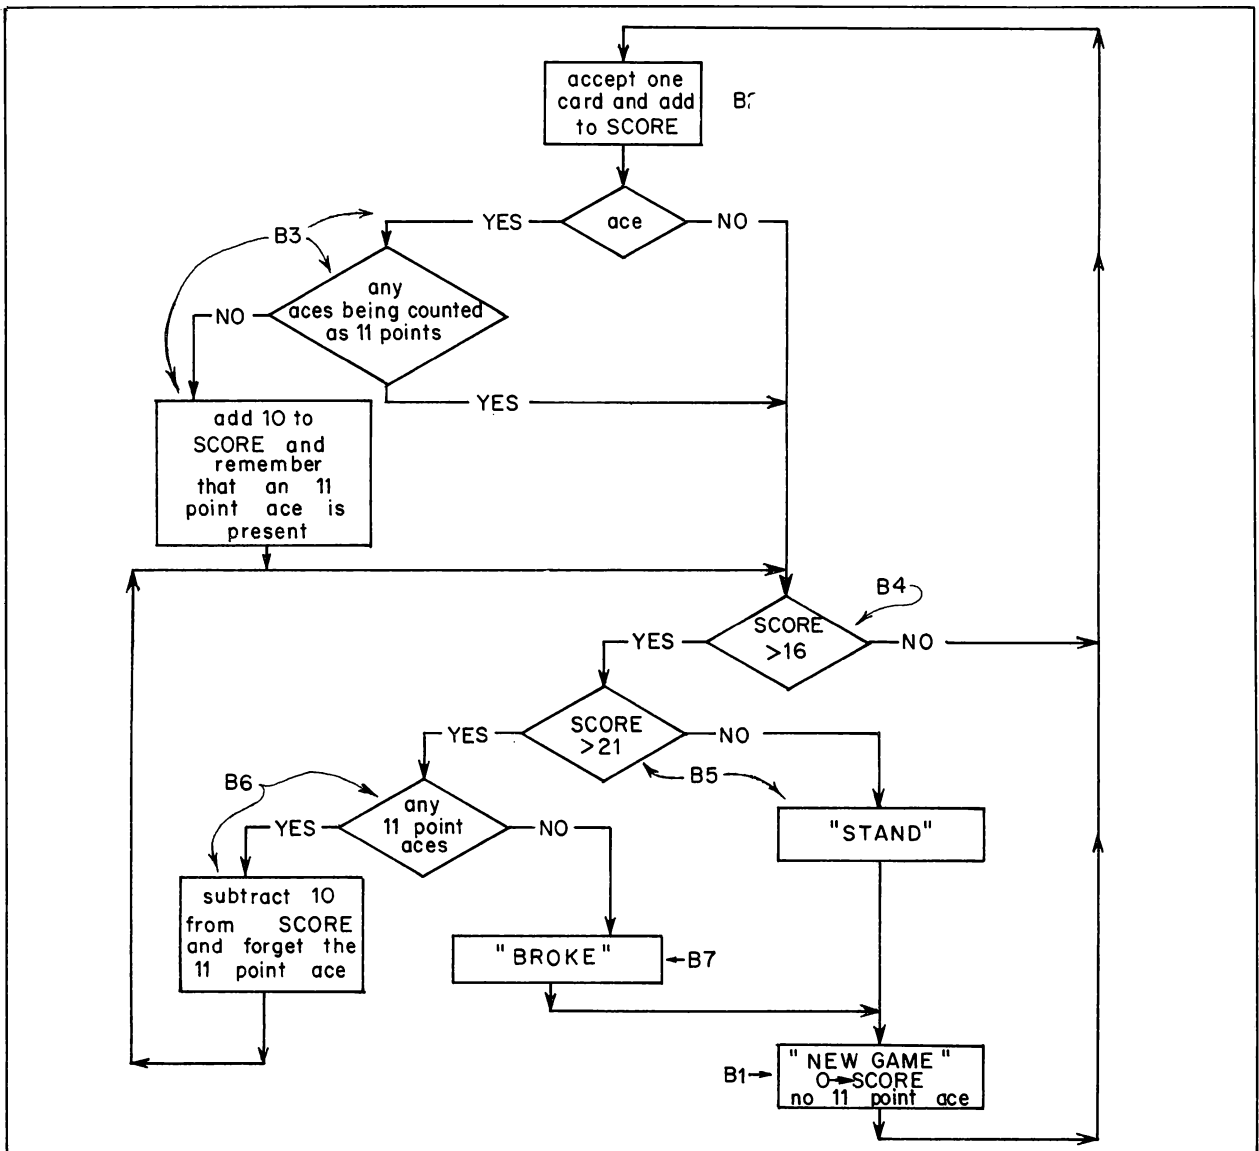 accept one
card and add
to SCORE
YES
ace
NO
B3
any
aces being counted
as 11 points
NO
YES
add 10 to
SCORE and
remember
that an 11
point ace is
present
B4
SCORE
>16
YES
NO
SCORE
>21
YES
NO
B5
B6
any
11 point
aces
YES
NO
"STAND"
subtract 10
from SCORE
and forget the
11 point ace
"BROKE"
B7
B1
"NEW GAME"
0→SCORE
no 11 point ace